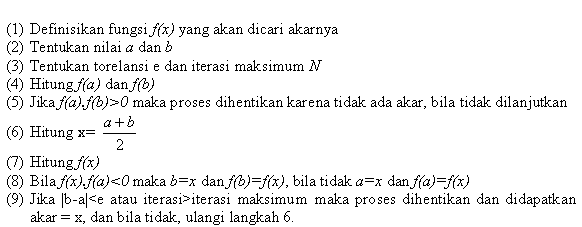 (1) Definisikan fungsi f(x) yang akan dicari akarnya
(2) Tentukan nilai a dan b
(3) Tentukan torelansi e dan iterasi maksimum N
(4) Hitung f(a) dan f(b)
(5) Jika f(a).f(b)>0 maka proses dihentikan karena tidak ada akar, bila tidak dilanjutkan
(6) Hitung x= a+b / 2
(7) Hitung f(x)
(8) Bila f(x).f(a)<0 maka b=x dan f(b)=f(x), bila tidak a=x dan f(a)=f(x)
(9) Jika |b-a|<e atau iterasi>iterasi maksimum maka proses dihentikan dan didapatkan
akar = x, dan bila tidak, ulangi langkah 6.